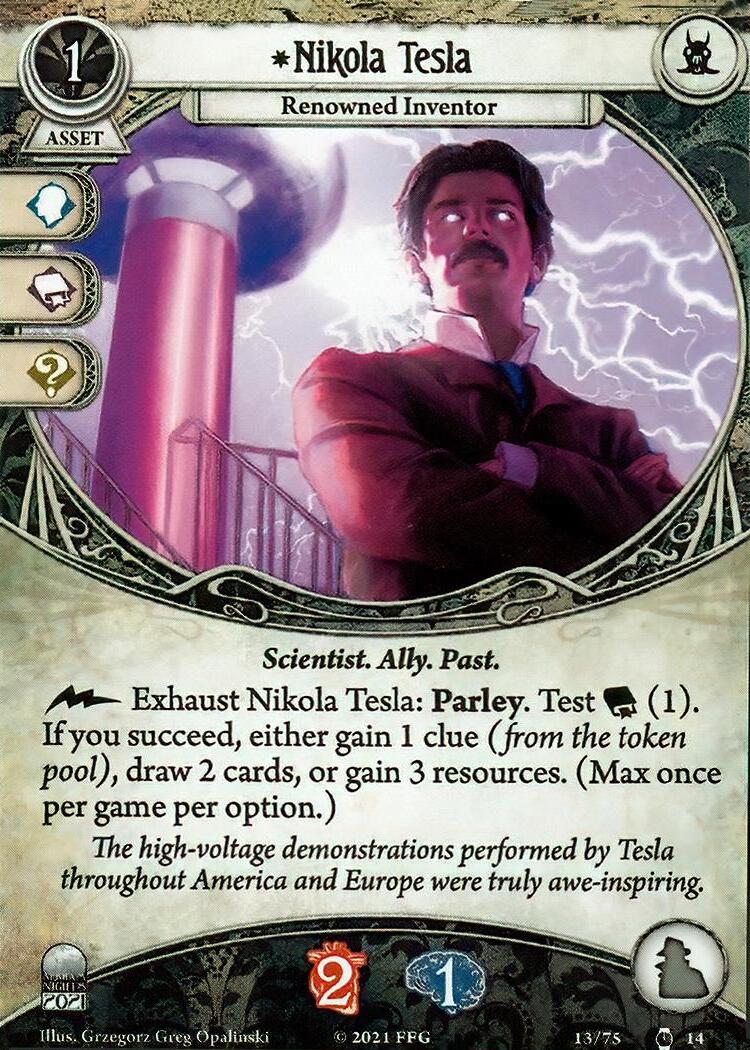 1
*Nikola Tesla
Renowned Inventor
ASSET
?
Scientist. Ally. Past.
Exhaust Nikola Tesla: Parley. Test (1).
If you succeed, either gain 1 clue (from the token
pool), draw 2 cards, or gain 3 resources. (Max once
per game per option.)
The high-voltage demonstrations performed by Tesla
throughout America and Europe were truly awe-inspiring.
2 1
NIGHTS
2021
Illus. Grzegorz Greg Opalinski © 2021 FFG 13/75 14